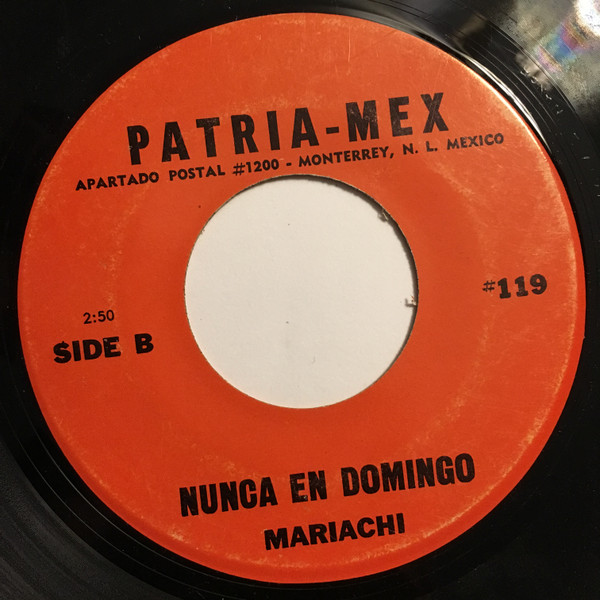 PATRIA-MEX
APARTADO POSTAL #1200 - MONTERREY, N. L. MEXICO
#119
2:50
SIDE B
NUNCA EN DOMINGO
MARIACHI